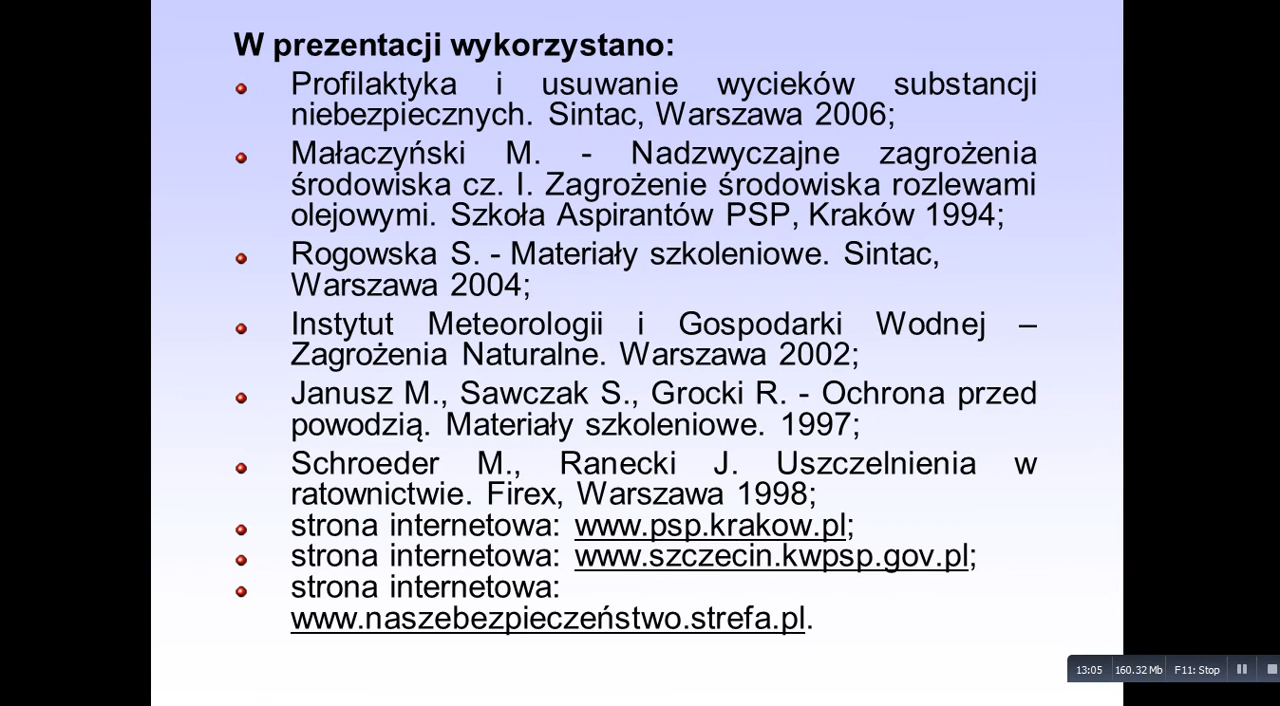 W prezentacji wykorzystano:
Profilaktyka i usuwanie wycieków substancji
niebezpiecznych. Sintac, Warszawa 2006;
Małaczyński M. - Nadzwyczajne zagrożenia
środowiska cz. I. Zagrożenie środowiska rozlewami
olejowymi. Szkoła Aspirantów PSP, Kraków 1994;
Rogowska S. - Materiały szkoleniowe. Sintac,
Warszawa 2004;
Instytut Meteorologii i Gospodarki Wodnej –
Zagrożenia Naturalne. Warszawa 2002;
Janusz M., Sawczak S., Grocki R. - Ochrona przed
powodzią. Materiały szkoleniowe. 1997;
Schroeder M., Ranecki J. Uszczelnienia w
ratownictwie. Firex, Warszawa 1998;
strona internetowa: www.psp.krakow.pl;
strona internetowa: www.szczecin.kwpsp.gov.pl;
strona internetowa:
www.naszebezpieczeństwo.strefa.pl.
13:05 160.32 Mb F11: Stop